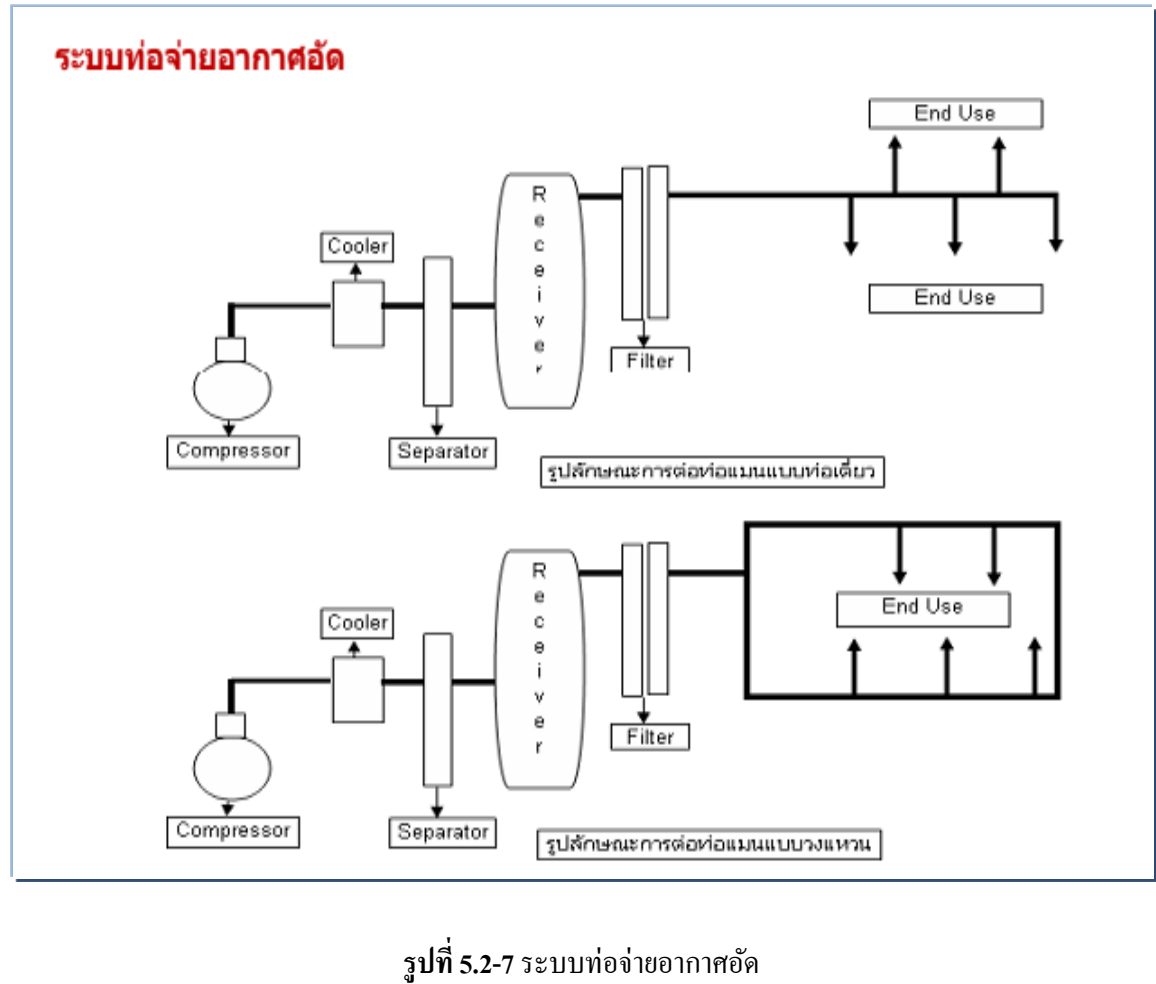 ระบบท่อจ่ายอากาศอัด
End Use
Receiver
Cooler
End Use
Filter
Compressor
Separator
รูปลักษณะการต่อท่อแมนแบบท่อเดี่ยว
Receiver
End Use
Cooler
Filter
Compressor
Separator
รูปลักษณะการต่อท่อแมนแบบวงแหวน
รูปที่ 5.2-7 ระบบท่อจ่ายอากาศอัด